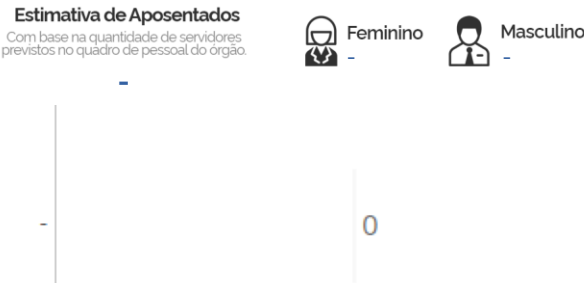 Estimativa de Aposentados
Com base na quantidade de servidores
previstos no quadro de pessoal do órgão.
-
Feminino
-
Masculino
-
-
0